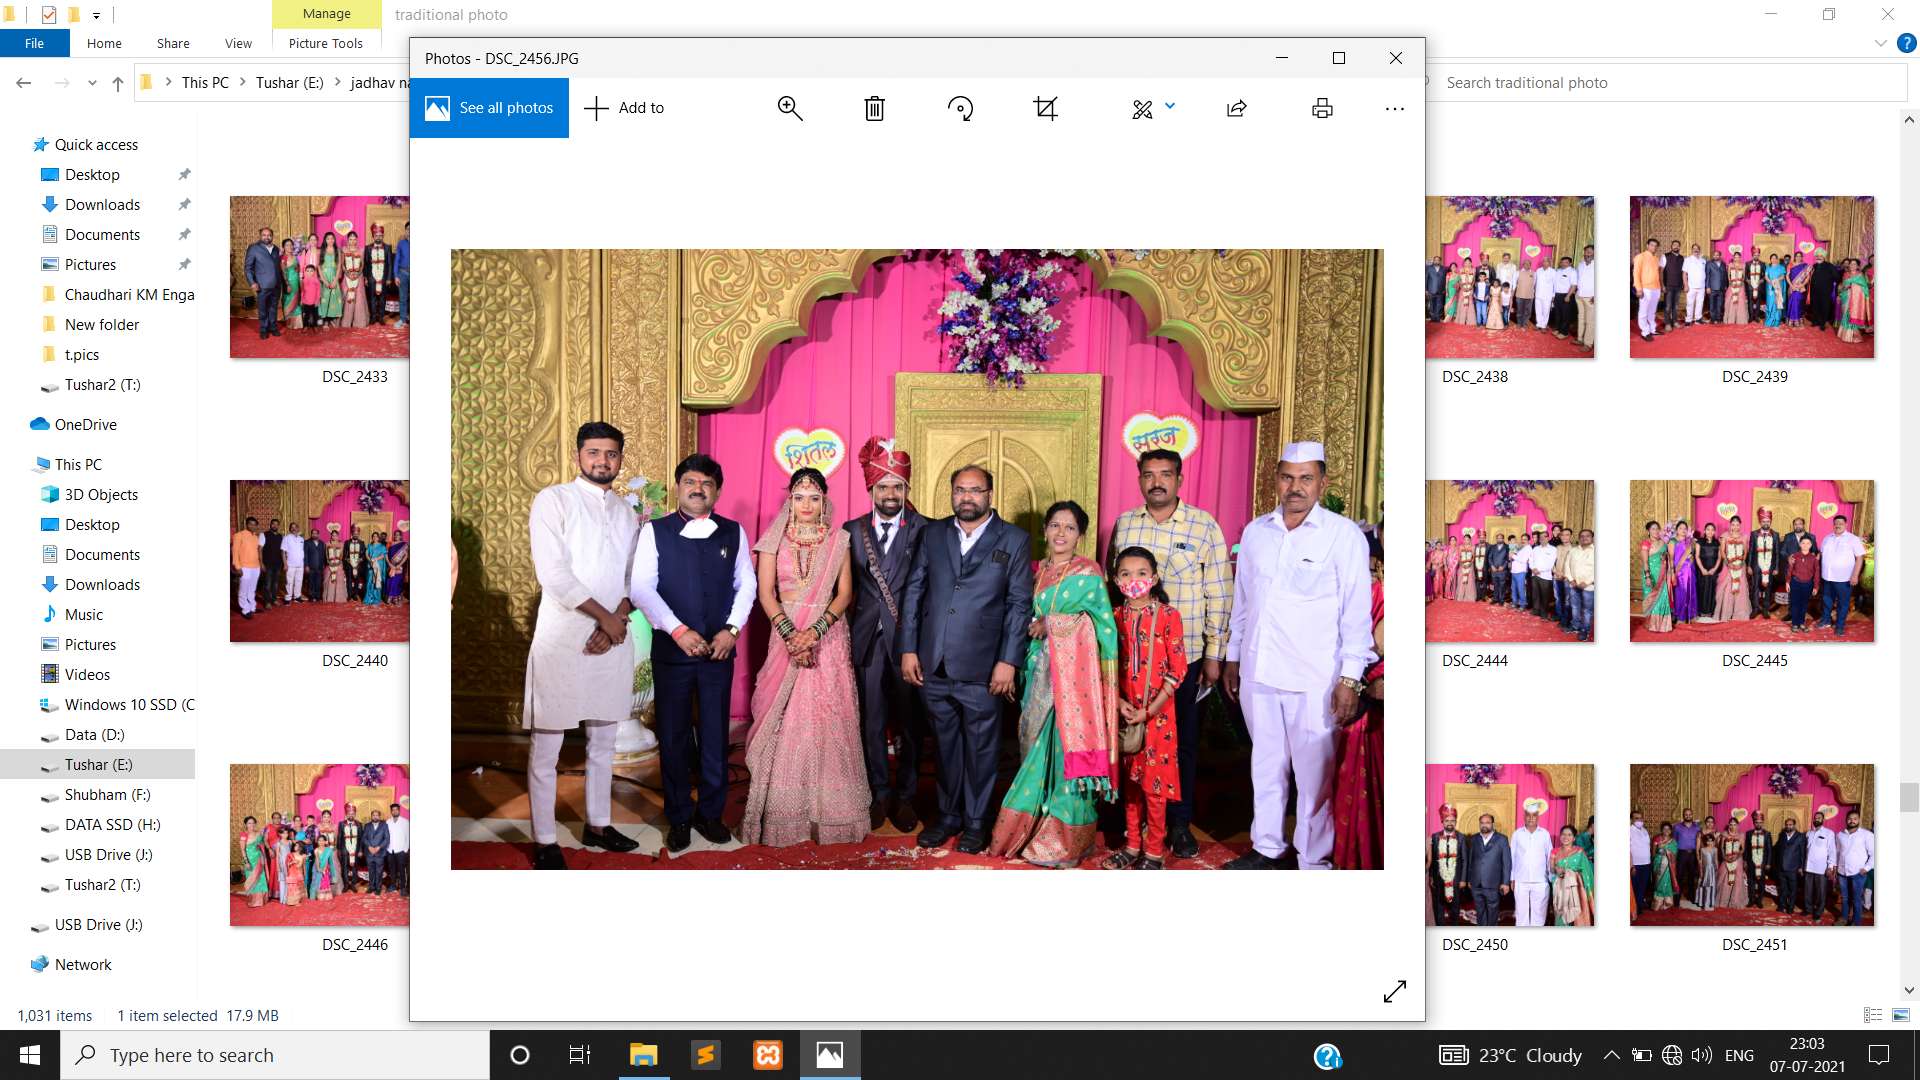 Manage
traditional photo
File
Home
Share
View
Picture Tools
This PC
Tushar (E:)
jadhav
Search traditional photo
Photos - DSC_2456.JPG
See all photos
Add to
Quick access
Desktop
Downloads
Documents
Pictures
Chaudhari KM Enga
New folder
t.pics
Tushar2 (T:)
OneDrive
This PC
3D Objects
Desktop
Documents
Downloads
Music
Pictures
Videos
Windows 10 SSD (C
Data (D:)
Tushar (E:)
Shubham (F:)
DATA SSD (H:)
USB Drive (J:)
Tushar2 (T:)
USB Drive (J:)
Network
DSC_2433
DSC_2438
DSC_2439
शितल
सुरज
DSC_2440
DSC_2444
DSC_2445
DSC_2446
DSC_2450
DSC_2451
1,031 items
1 item selected 17.9 MB
Type here to search
23°C Cloudy
ENG
23:03
07-07-2021